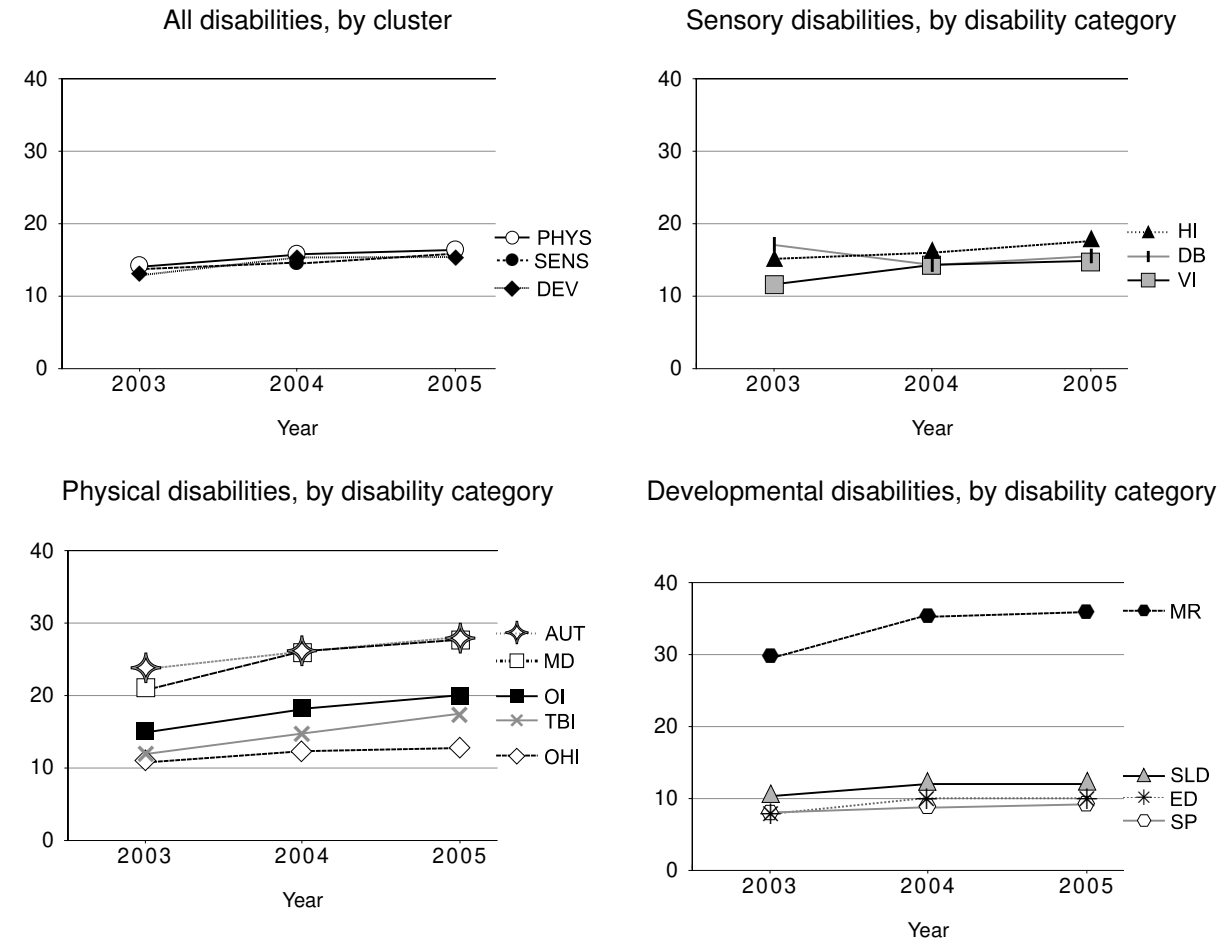 All disabilities, by cluster
40
30
20
10
0
2003 2004 2005
Year
PHYS
SENS
DEV
Sensory disabilities, by disability category
40
30
20
10
0
2003 2004 2005
Year
HI
DB
VI
Physical disabilities, by disability category
40
30
20
10
0
2003 2004 2005
Year
AUT
MD
OI
TBI
OHI
Developmental disabilities, by disability category
40
30
20
10
0
2003 2004 2005
Year
MR
SLD
ED
SP